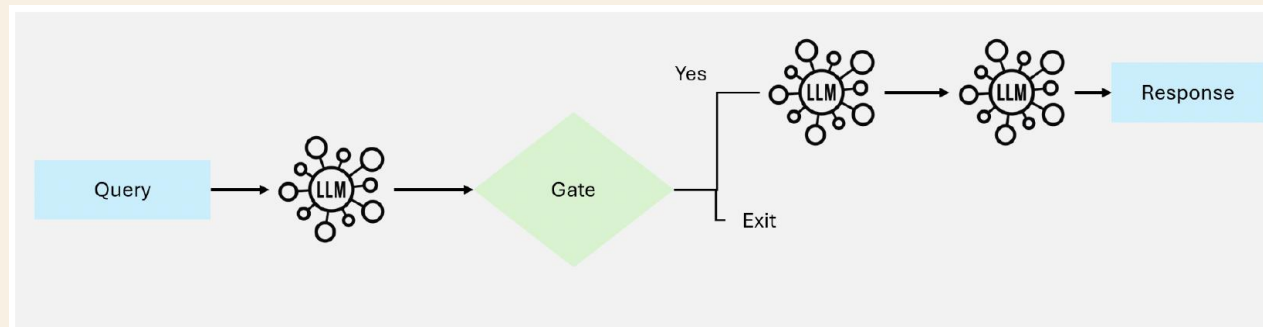 Query
LLM
Gate
Yes
Exit
LLM
LLM
Response